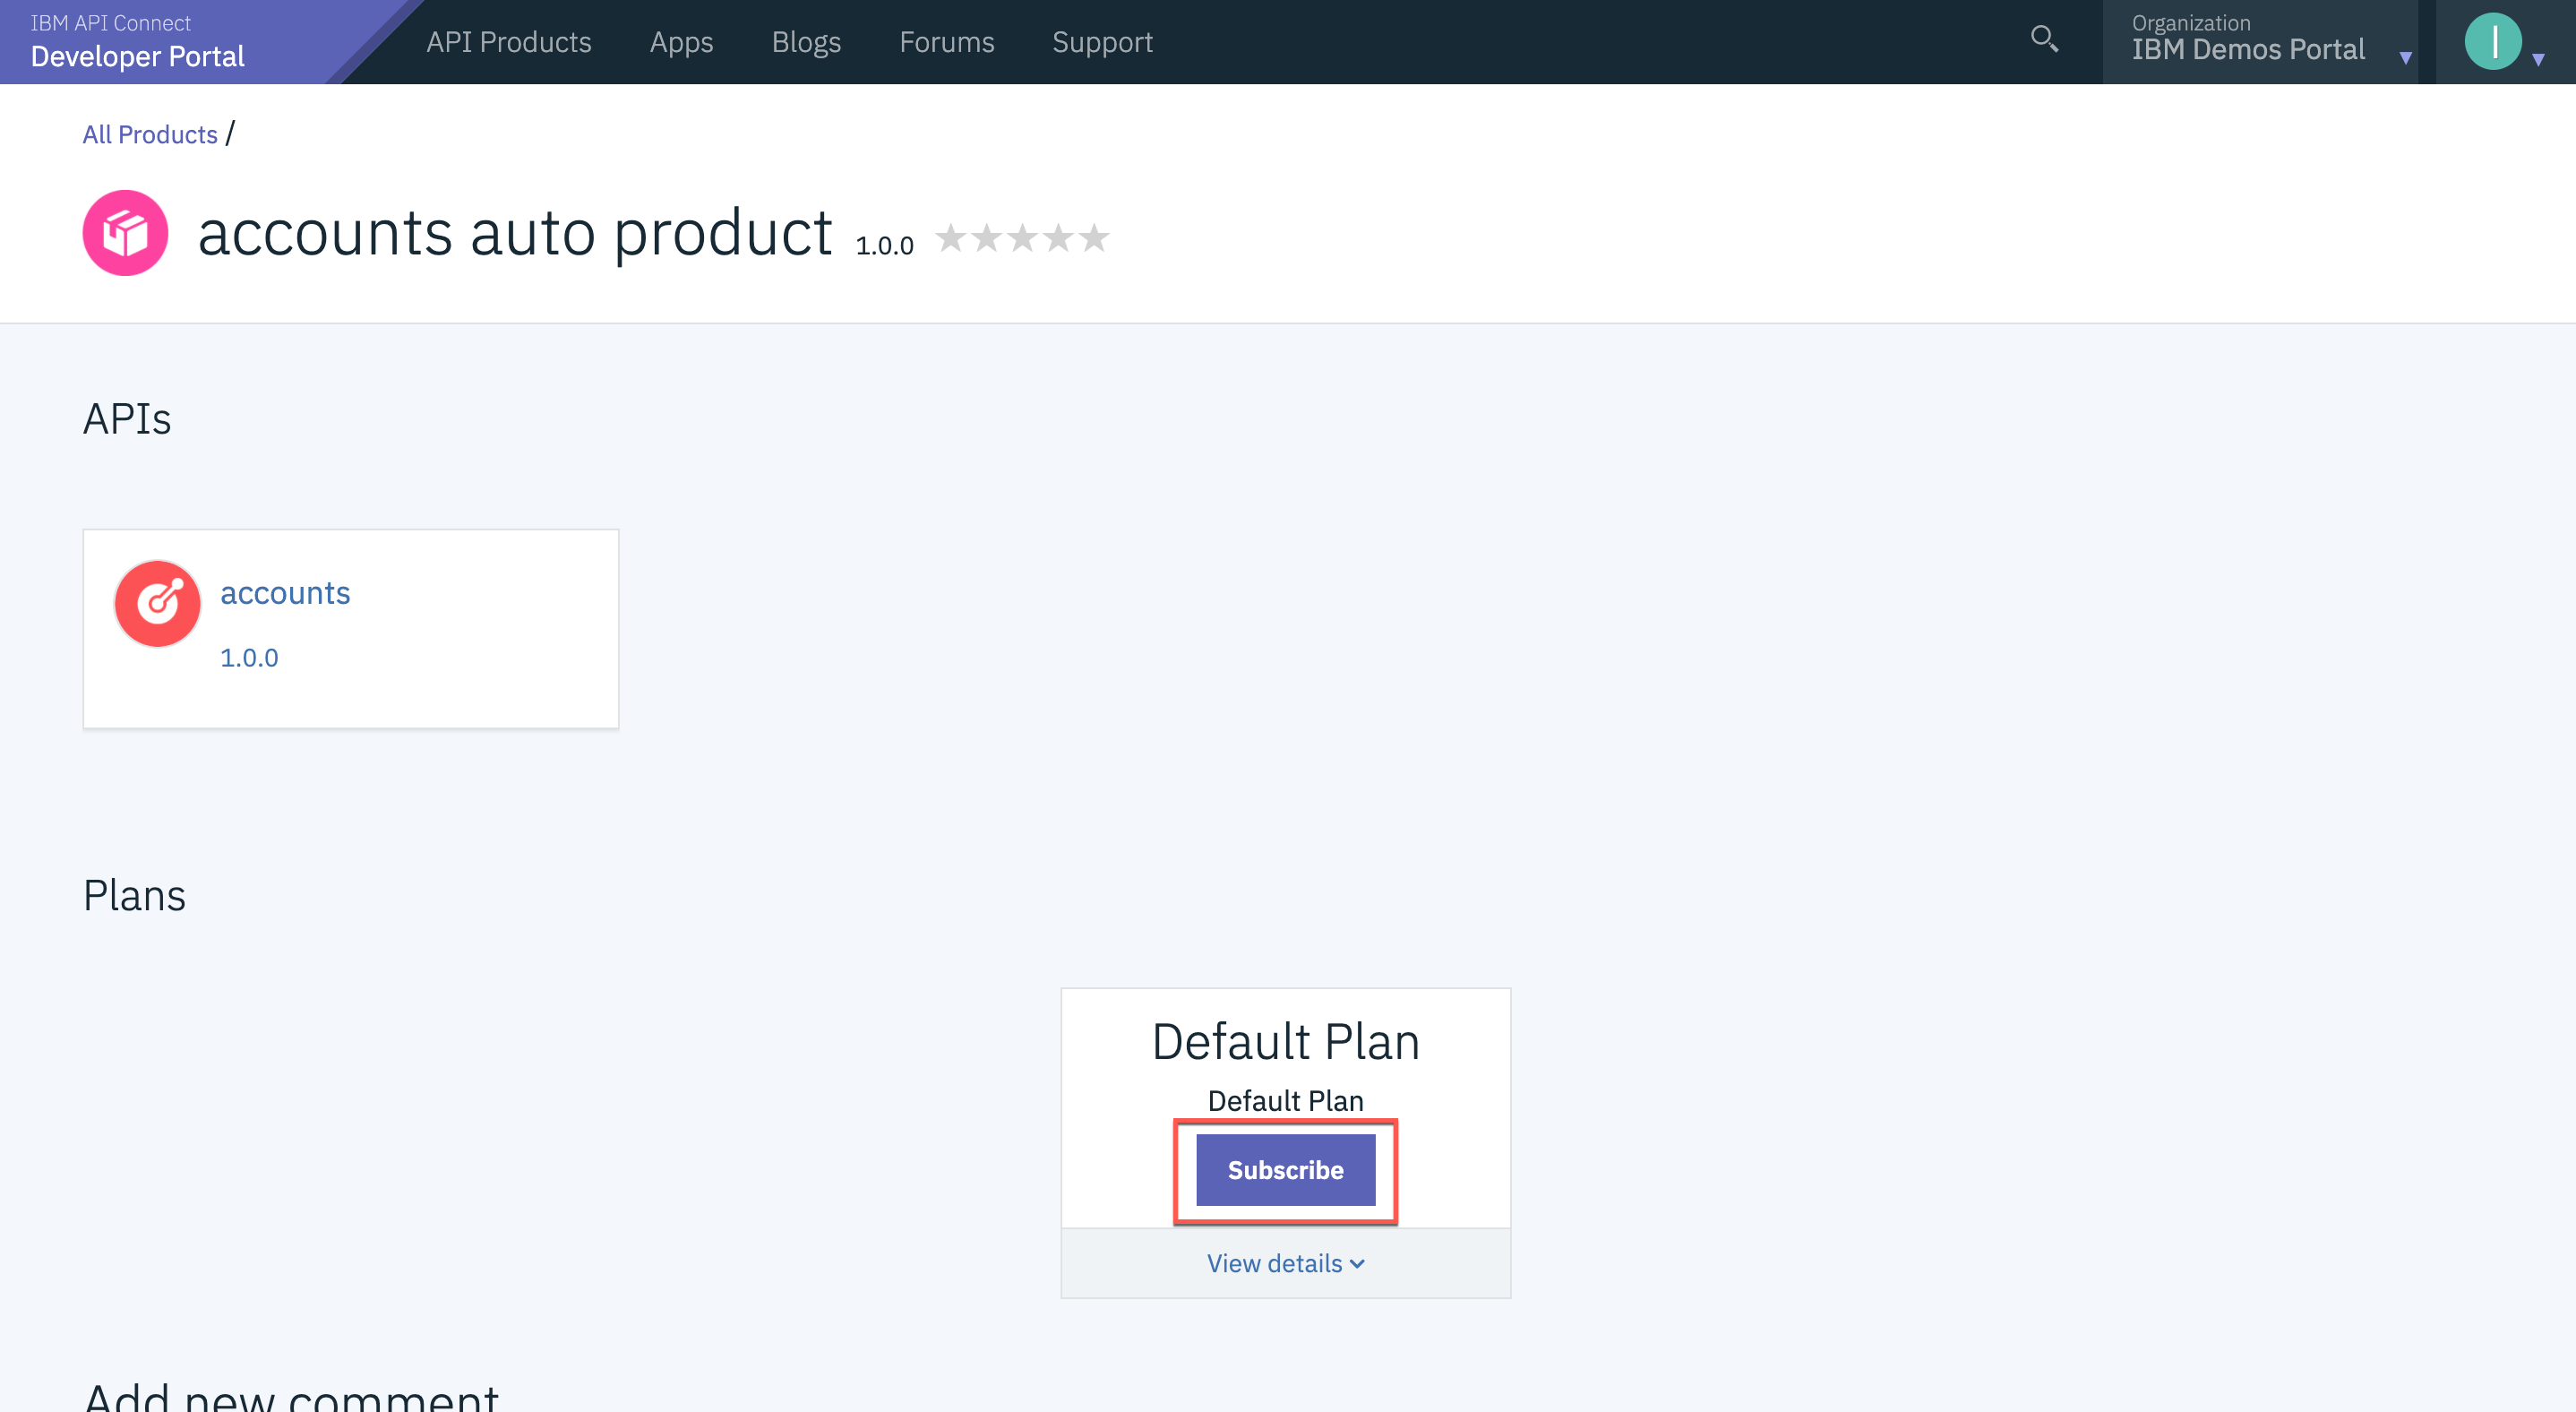 IBM API Connect
Developer Portal
API Products
Apps
Blogs
Forums
Support
Organization
IBM Demos Portal
I
All Products /
accounts auto product 1.0.0
APIs
accounts
1.0.0
Plans
Default Plan
Default Plan
Subscribe
View details
Add new comment